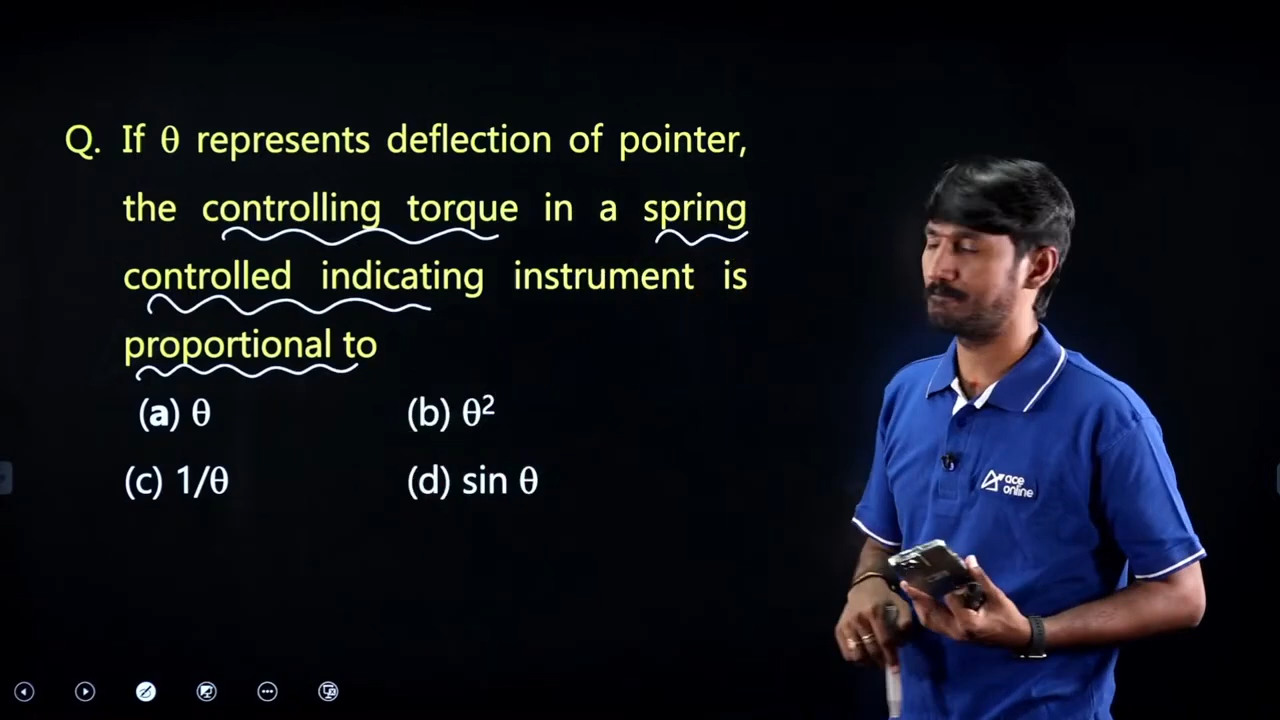 Q. If θ represents deflection of pointer,
the controlling torque in a spring
controlled indicating instrument is
proportional to
(a) θ (b) θ²
(c) 1/θ (d) sin θ
ace
online